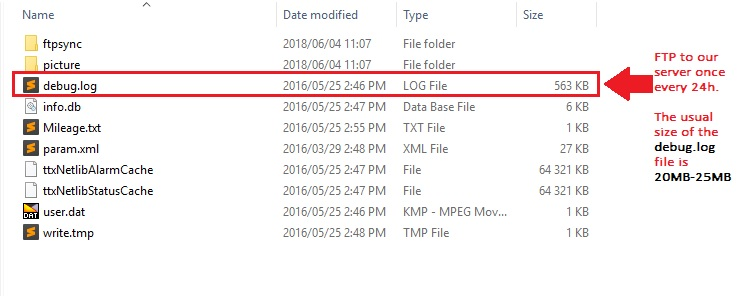 Name Date modified Type Size
ftpsync 2018/06/04 11:07 File folder
picture 2018/06/04 11:07 File folder
debug.log 2016/05/25 2:46 PM LOG File 563 KB
info.db 2016/05/25 2:47 PM Data Base File 6 KB
Mileage.txt 2016/05/25 2:55 PM TXT File 1 KB
param.xml 2016/03/29 2:48 PM XML File 27 KB
ttxNetlibAlarmCache 2016/05/25 2:47 PM File 64 321 KB
ttxNetlibStatusCache 2016/05/25 2:47 PM File 64 321 KB
DAT user.dat 2016/05/25 2:46 PM KMP - MPEG Mov... 1 KB
write.tmp 2016/05/25 2:48 PM TMP File 1 KB
FTP to our
server once
every 24h.
The usual
size of the
debug.log
file is
20MB-25MB